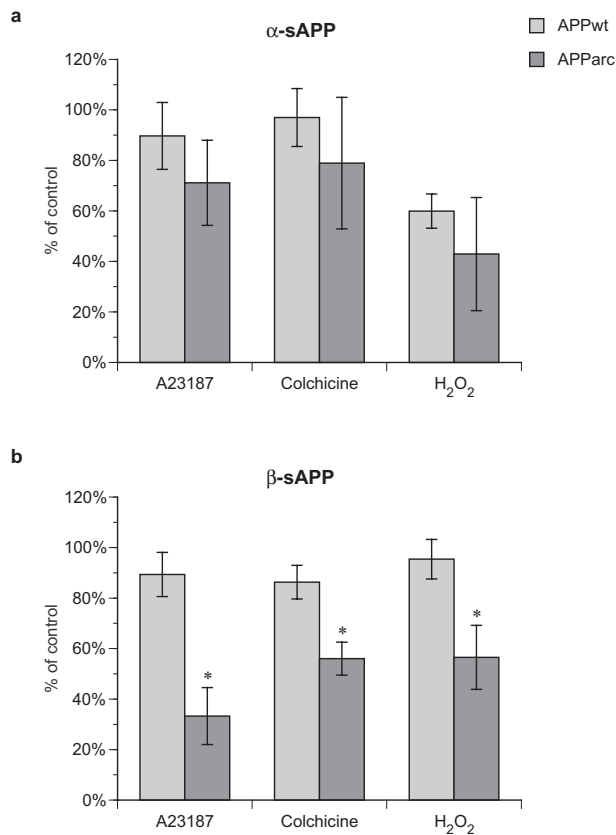 a
α-sAPP
APPwt
APParc
120%
100%
80%
60%
40%
20%
0%
% of control
A23187 Colchicine H₂O₂
b
β-sAPP
120%
100%
80%
60%
40%
20%
0%
% of control
* * *
A23187 Colchicine H₂O₂